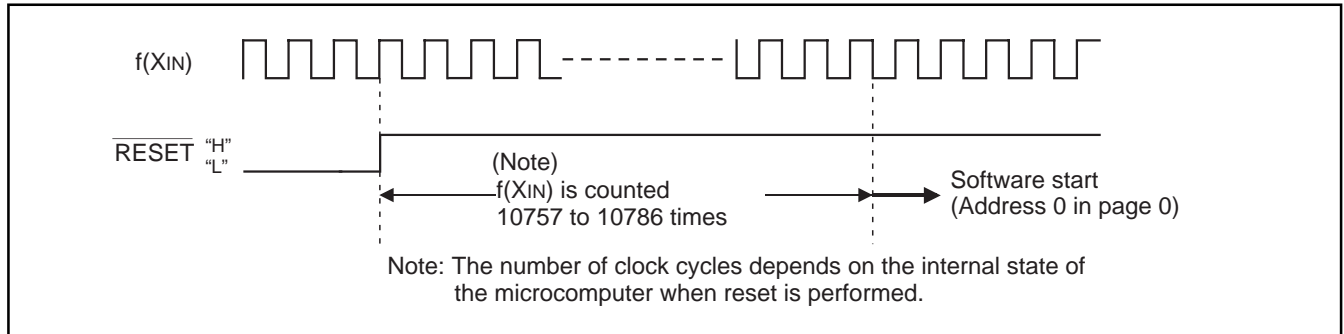 f(XIN)
RESET "H"
"L"
(Note)
f(XIN) is counted
10757 to 10786 times
Software start
(Address 0 in page 0)
Note: The number of clock cycles depends on the internal state of
the microcomputer when reset is performed.